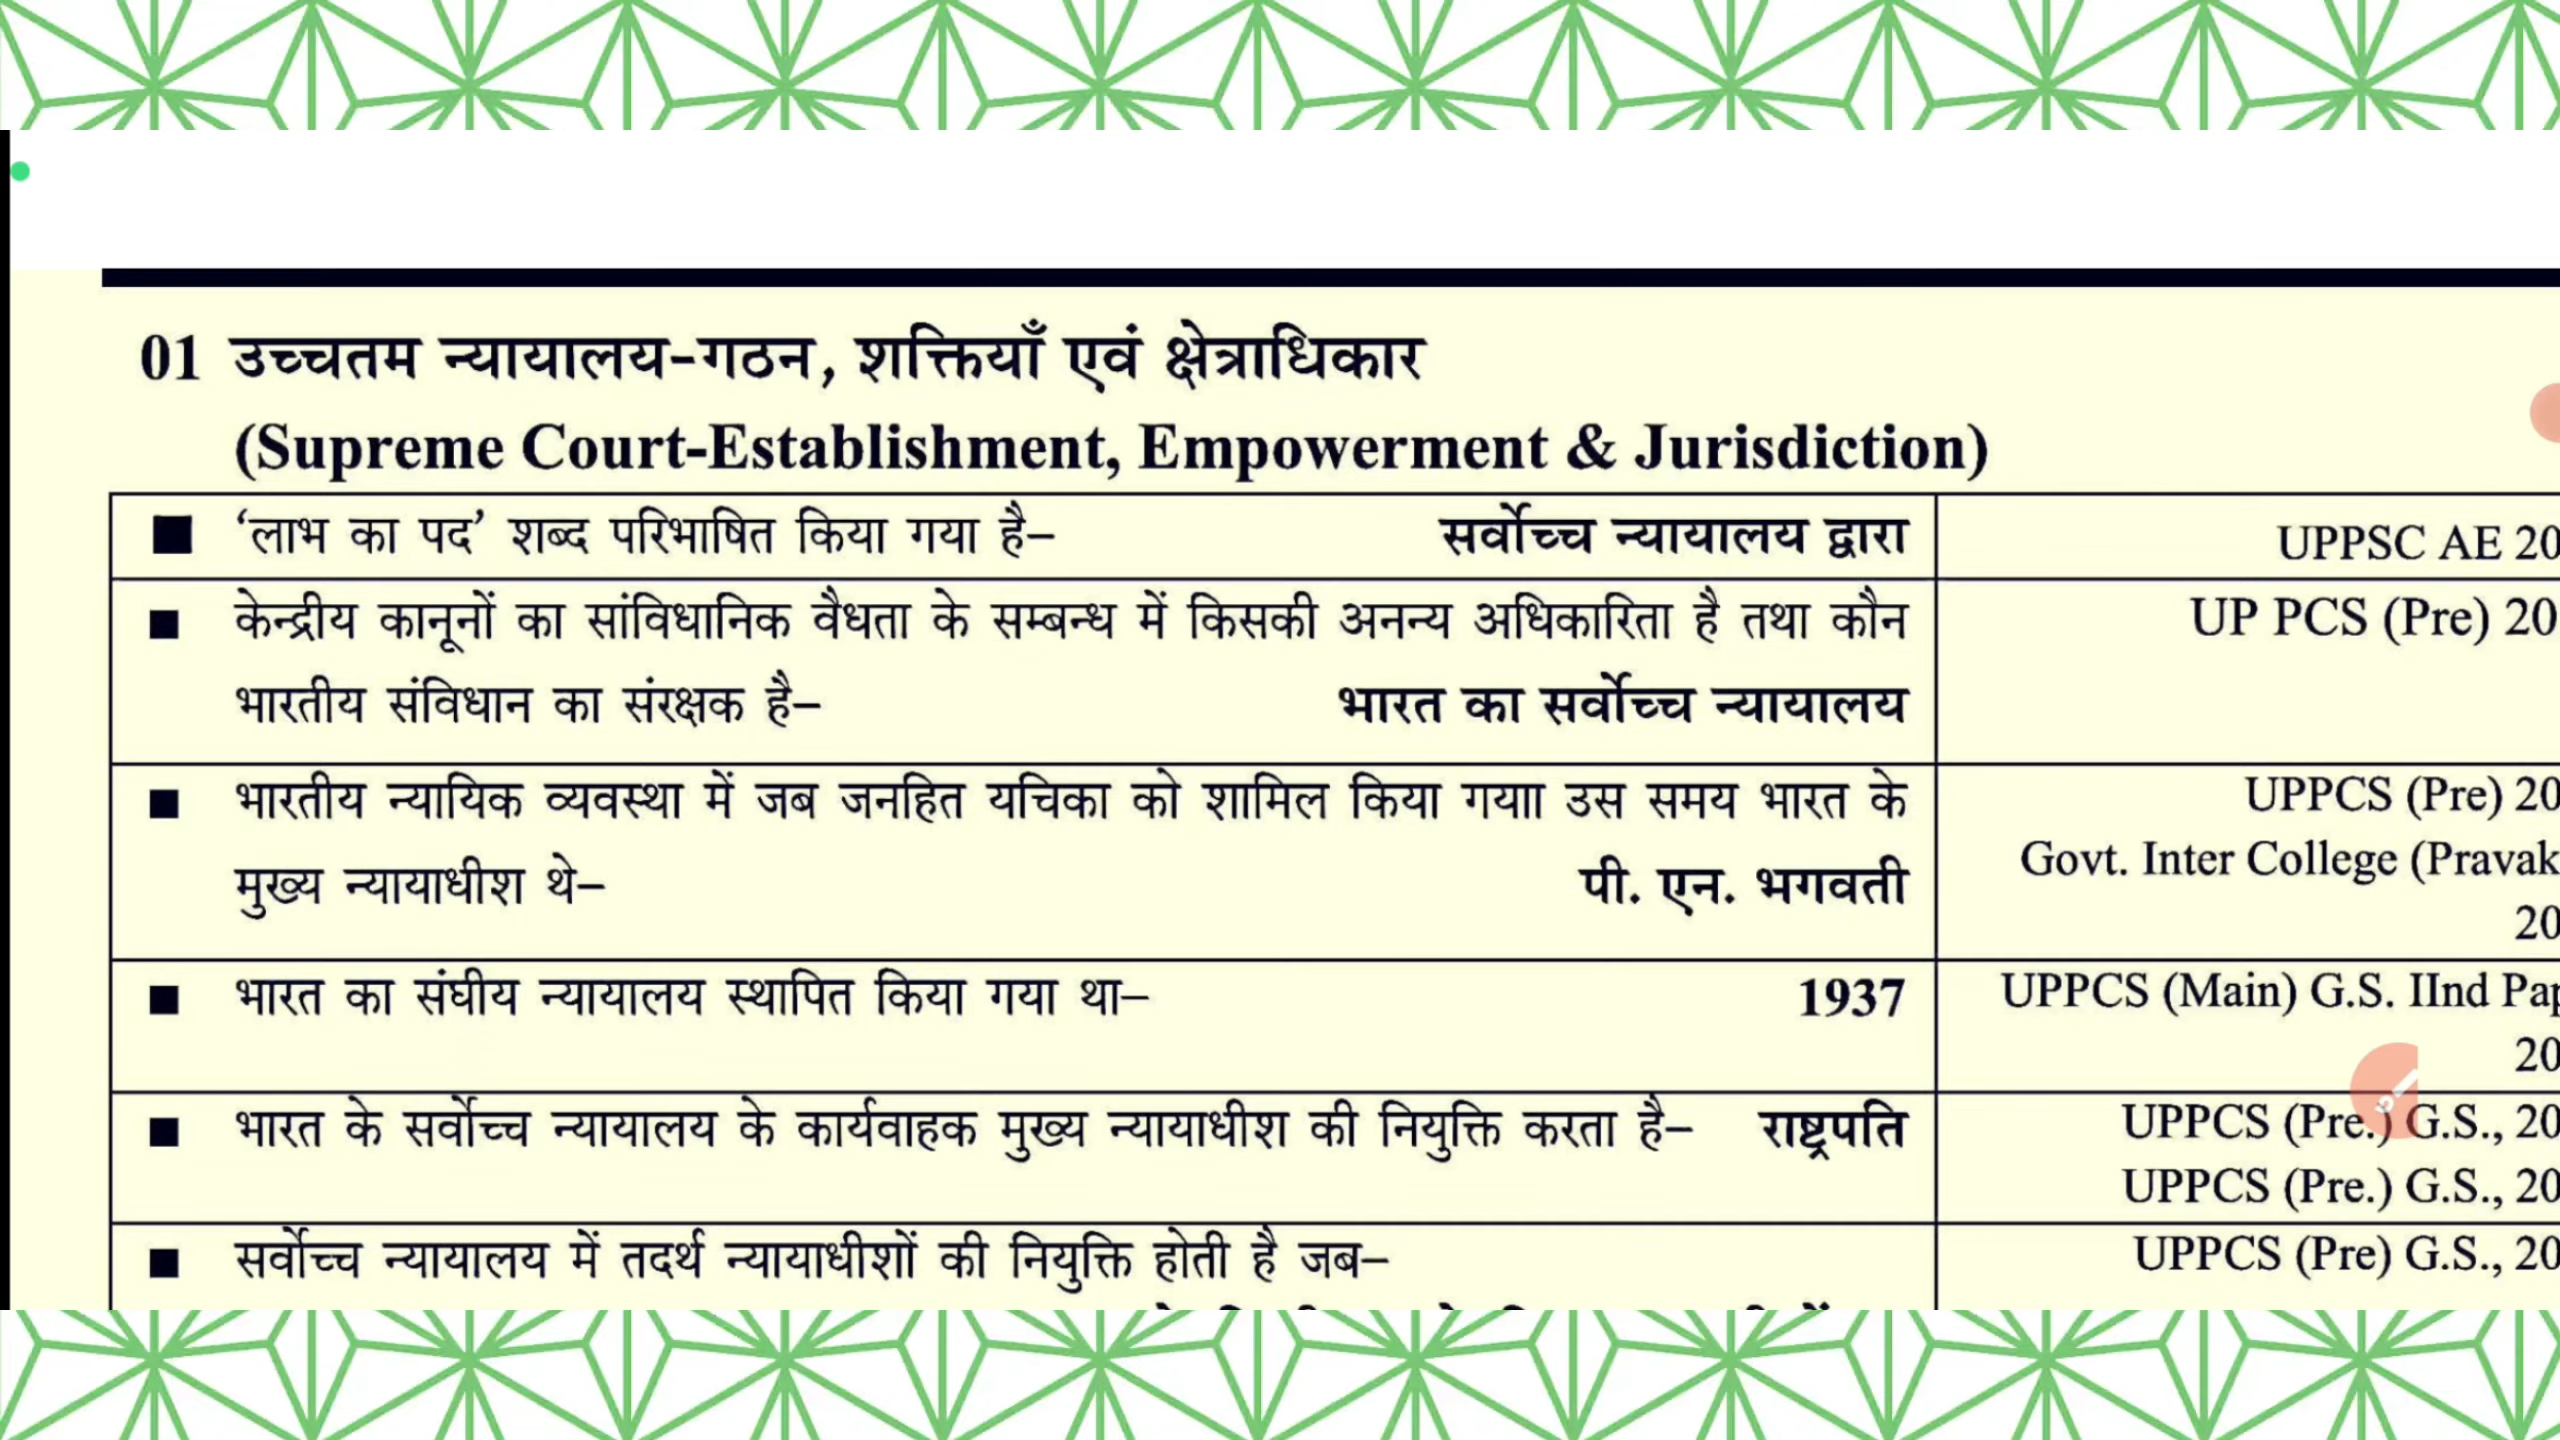 01 उच्चतम न्यायालय-गठन, शक्तियाँ एवं क्षेत्राधिकार
(Supreme Court-Establishment, Empowerment & Jurisdiction)
■ ‘लाभ का पद’ शब्द परिभाषित किया गया है– सर्वोच्च न्यायालय द्वारा UPPSC AE 20
■ केन्द्रीय कानूनों का सांविधानिक वैधता के सम्बन्ध में किसकी अनन्य अधिकारिता है तथा कौन UP PCS (Pre) 20
भारतीय संविधान का संरक्षक है– भारत का सर्वोच्च न्यायालय
■ भारतीय न्यायिक व्यवस्था में जब जनहित यचिका को शामिल किया गयाा उस समय भारत के UPPCS (Pre) 20
Govt. Inter College (Pravak
मुख्य न्यायाधीश थे– पी. एन. भगवती
20
■ भारत का संघीय न्यायालय स्थापित किया गया था– 1937 UPPCS (Main) G.S. IInd Pap
20
■ भारत के सर्वोच्च न्यायालय के कार्यवाहक मुख्य न्यायाधीश की नियुक्ति करता है– राष्ट्रपति UPPCS (Pre.) G.S., 20
UPPCS (Pre.) G.S., 20
■ सर्वोच्च न्यायालय में तदर्थ न्यायाधीशों की नियुक्ति होती है जब– UPPCS (Pre) G.S., 20